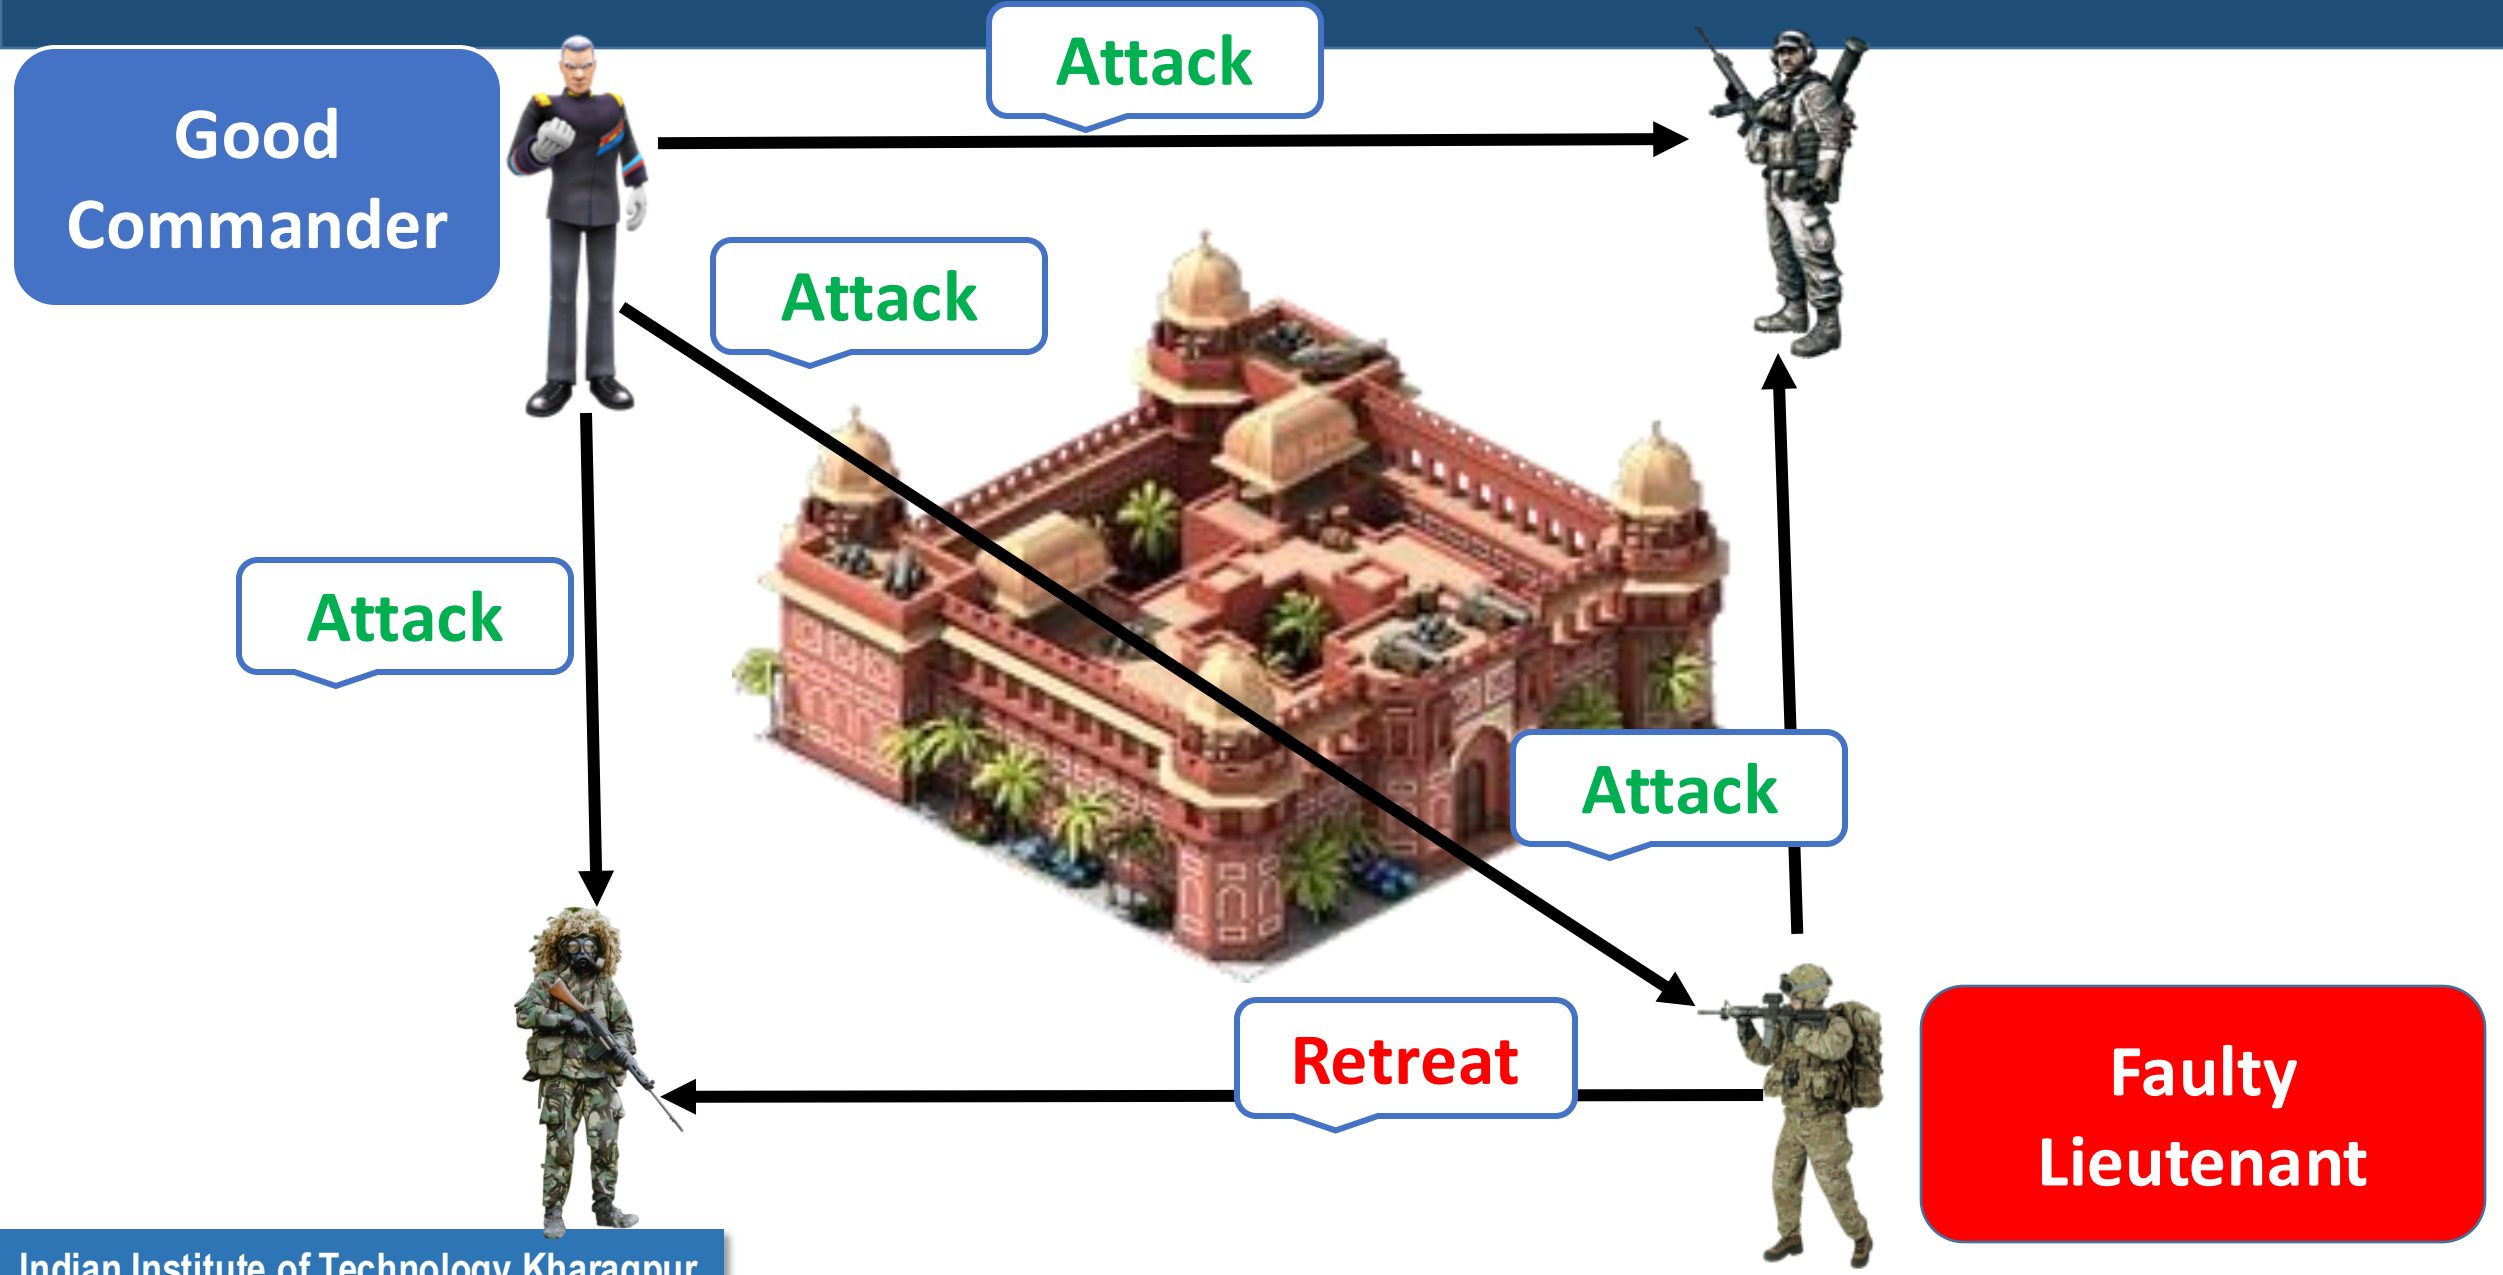 Attack
Good
Commander
Attack
Attack
Attack
Retreat
Faulty
Lieutenant
Indian Institute of Technology Kharagpur